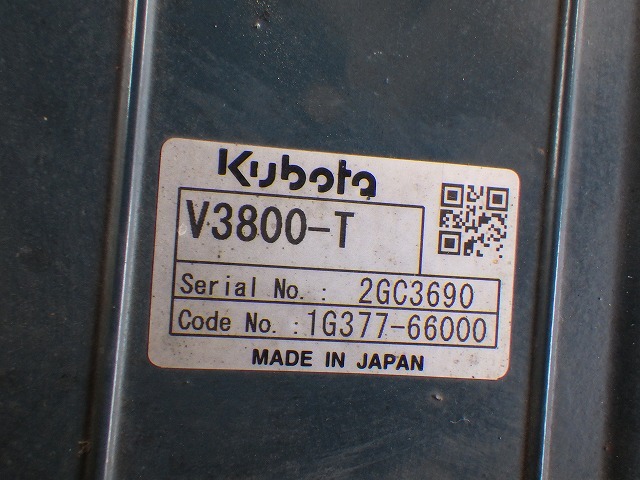 Kubota
V3800-T
Serial No. : 2GC3690
Code No. :1G377-66000
MADE IN JAPAN